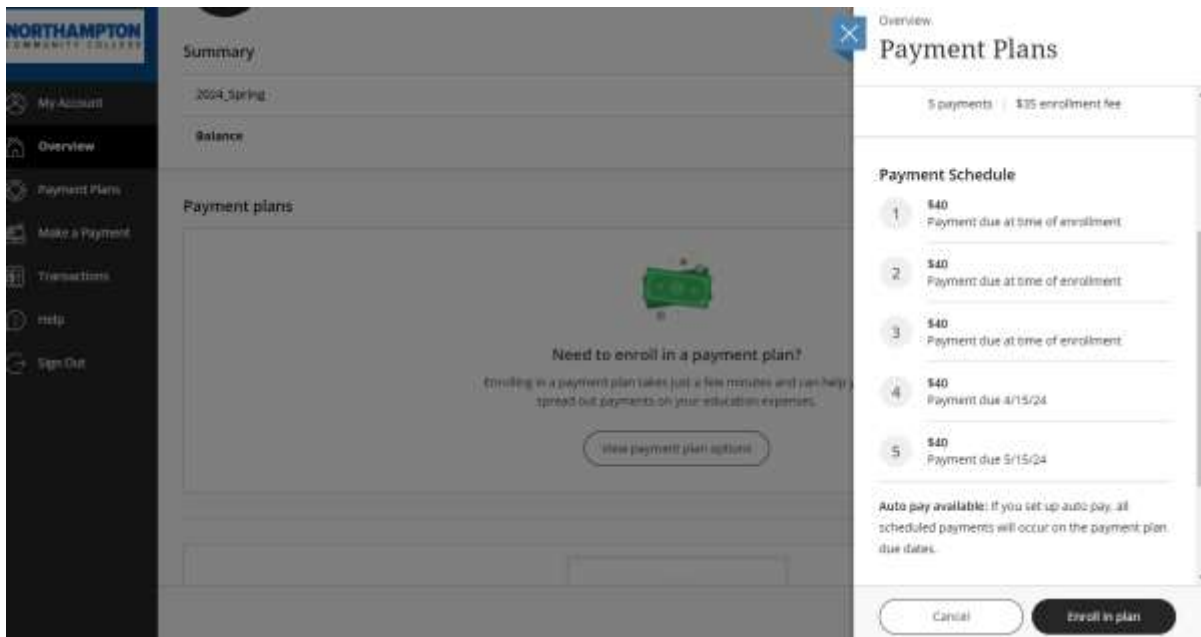 NORTHAMPTON
COMMUNITY COLLEGE
My Account
Overview
Payment Plans
Make a Payment
Transactions
Help
Sign Out
Summary
2024_Spring
Balance
Payment plans
Need to enroll in a payment plan?
Enrolling in a payment plan takes just a few minutes and can help y
spread out payments on your education expenses.
View payment plan options
Overview
Payment Plans
5 payments | $35 enrollment fee
Payment Schedule
1 $40
Payment due at time of enrollment
2 $40
Payment due at time of enrollment
3 $40
Payment due at time of enrollment
4 $40
Payment due 4/15/24
5 $40
Payment due 5/15/24
Auto pay available: If you set up auto pay, all
scheduled payments will occur on the payment plan
due dates.
Cancel
Enroll in plan